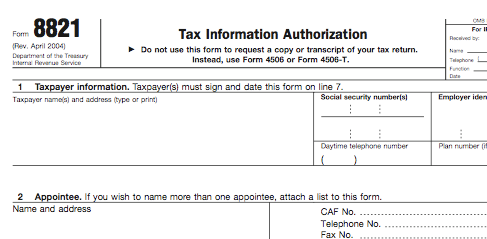 Form 8821
(Rev. April 2004)
Department of the Treasury
Internal Revenue Service
Tax Information Authorization
► Do not use this form to request a copy or transcript of your tax return.
Instead, use Form 4506 or Form 4506-T.
OMB
For I
Received by:
Name
Telephone (
Function
Date
1 Taxpayer information. Taxpayer(s) must sign and date this form on line 7.
Taxpayer name(s) and address (type or print)
Social security number(s)
Employer iden
Daytime telephone number
( )
Plan number (if
2 Appointee. If you wish to name more than one appointee, attach a list to this form.
Name and address
CAF No.
Telephone No.
Fax No.